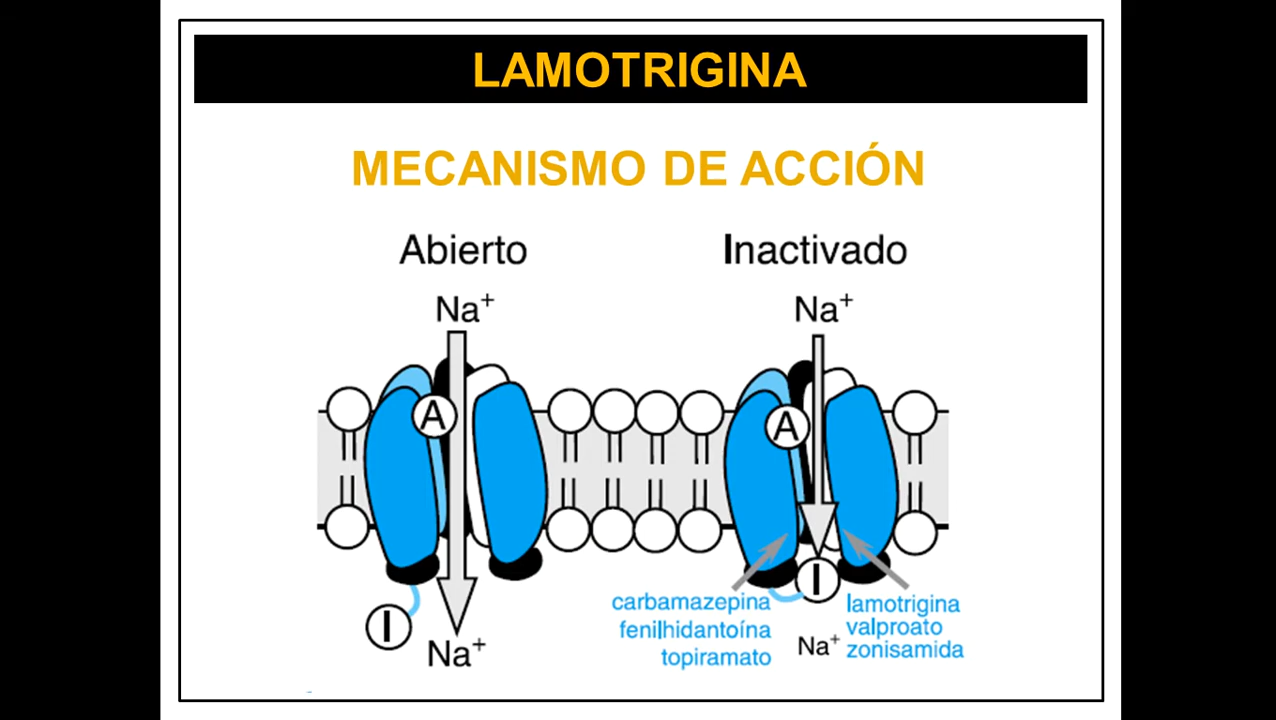 LAMOTRIGINA
MECANISMO DE ACCIÓN
Abierto
Na+
A
I
Na+
Inactivado
Na+
A
I
carbamazepina
fenilhidantoína
topiramato
Na+
lamotrigina
valproato
zonisamida